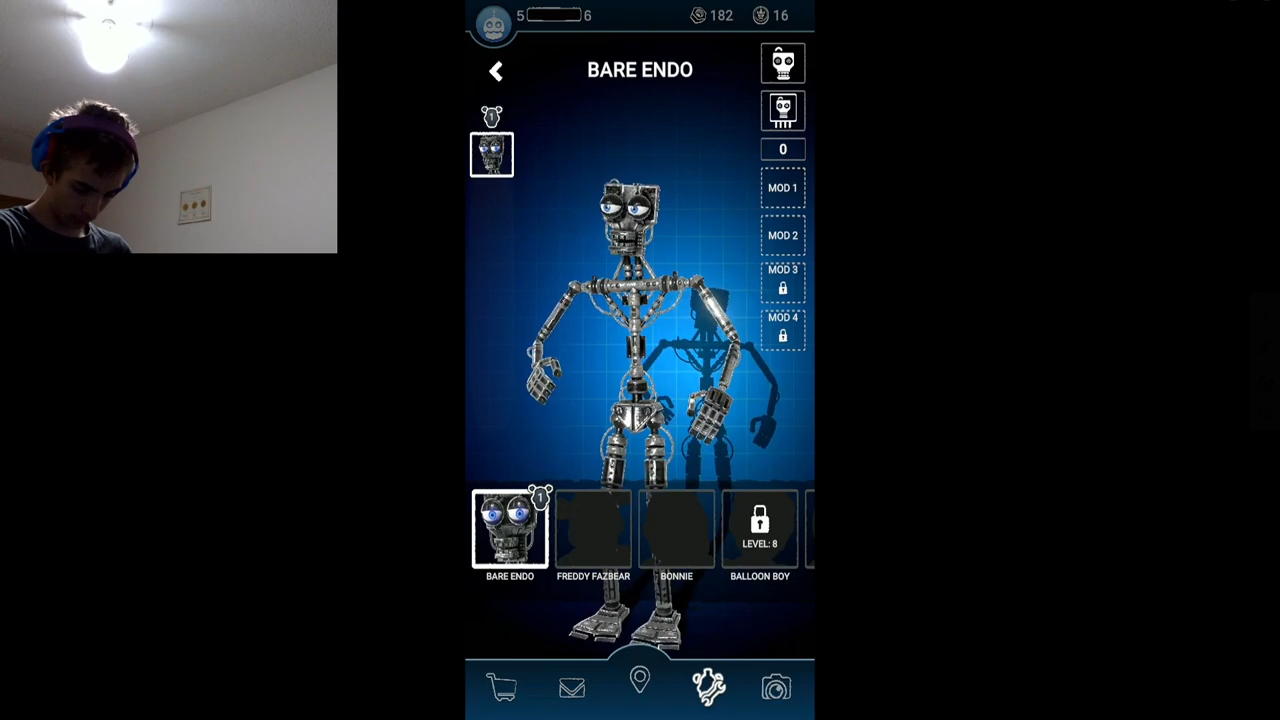 5 6 182 16
BARE ENDO
1
0
MOD 1
MOD 2
MOD 3
MOD 4
1
LEVEL: 8
BARE ENDO FREDDY FAZBEAR BONNIE BALLOON BOY